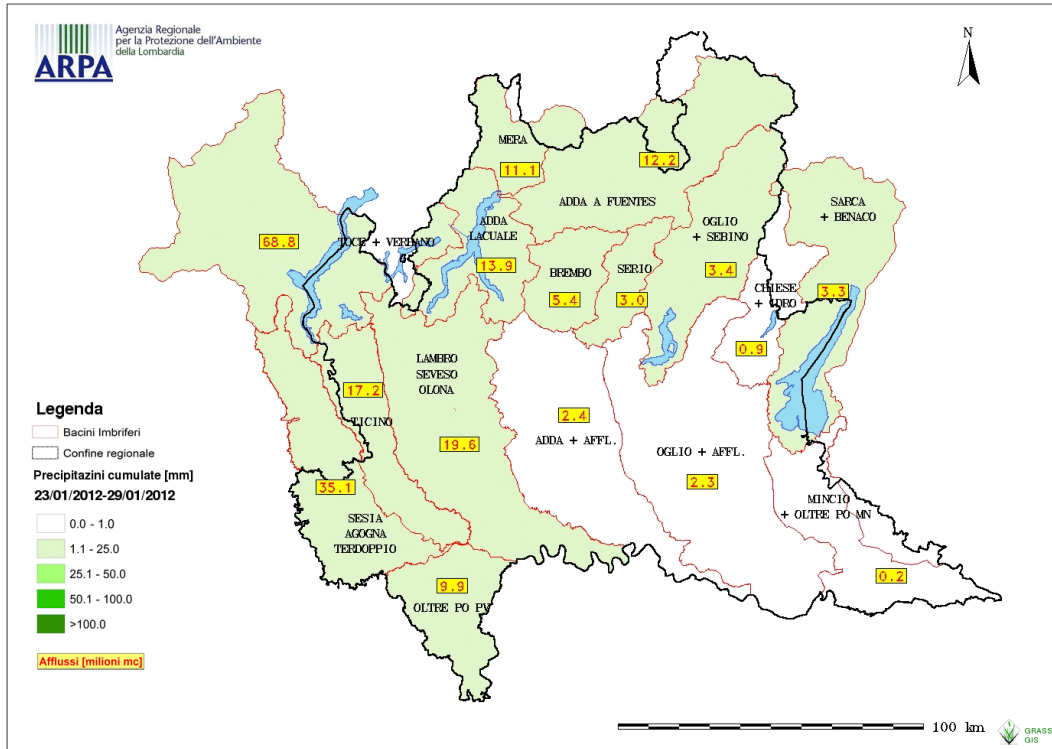 Agenzia Regionale
per la Protezione dell'Ambiente
della Lombardia
ARPA
N
MERA
11.1
12.2
ADDA A FUENTES
SARCA
+ BENACO
68.8
TOCE + VERBANO
ADDA
LACUALE
13.9
OGLIO
+ SEBINO
3.4
BREMBO
5.4
SERIO
3.0
CHIESE
+ IDRO
3.3
0.9
LAMBRO
SEVESO
OLONA
17.2
TICINO
19.6
2.4
ADDA + AFFL.
OGLIO + AFFL.
2.3
35.1
SESIA
AGOGNA
TERDOPPIO
MINCIO
+ OLTRE PO MN
0.2
9.9
OLTRE PO PV
Legenda
Bacini Imbriferi
Confine regionale
Precipitazini cumulate [mm]
23/01/2012-29/01/2012
0.0 - 1.0
1.1 - 25.0
25.1 - 50.0
50.1 - 100.0
>100.0
Afflussi [milioni mc]
100 km
GRASS
GIS